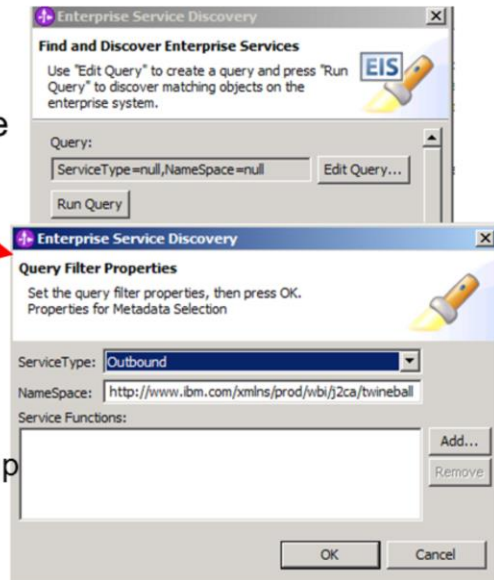 Enterprise Service Discovery
Find and Discover Enterprise Services
Use "Edit Query" to create a query and press "Run
Query" to discover matching objects on the
enterprise system.
EIS
e
Query:
ServiceType=null,NameSpace=null
Edit Query...
Run Query
Enterprise Service Discovery
Query Filter Properties
Set the query filter properties, then press OK.
Properties for Metadata Selection
ServiceType: Outbound
NameSpace: http://www.ibm.com/xmlns/prod/wbi/j2ca/twineball
Service Functions:
Add...
p
Remove
OK
Cancel